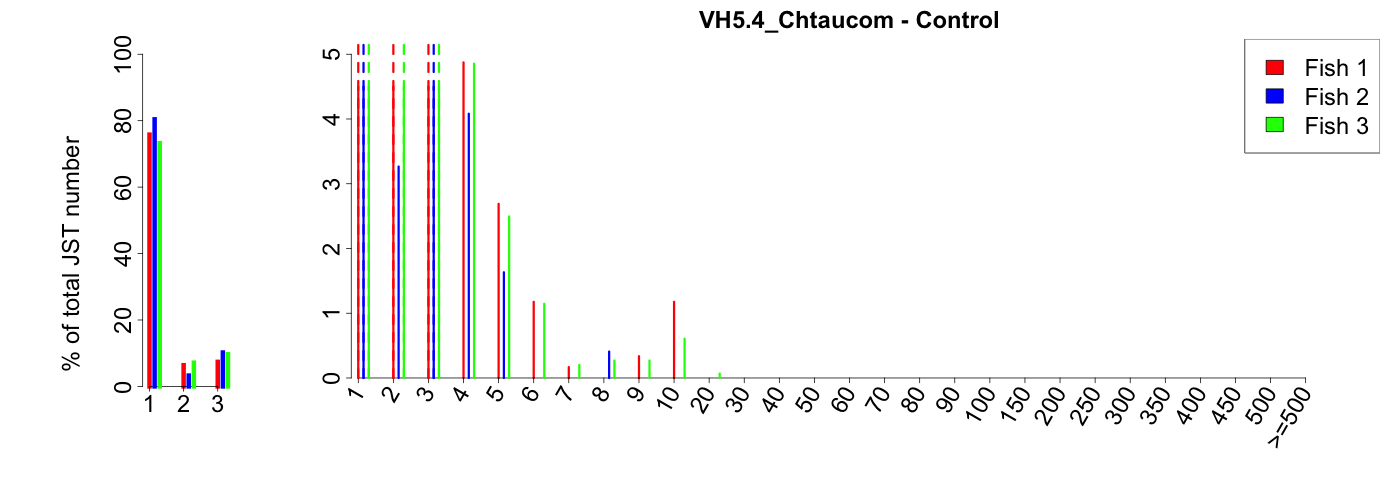 VH5.4_Chtaucom - Control
% of total JST number
0 20 40 60 80 100
1 2 3
0 1 2 3 4 5
1 2 3 4 5 6 7 8 9 10 20 30 40 50 60 70 80 90 100 150 200 250 300 350 400 450 500 >=500
Fish 1
Fish 2
Fish 3